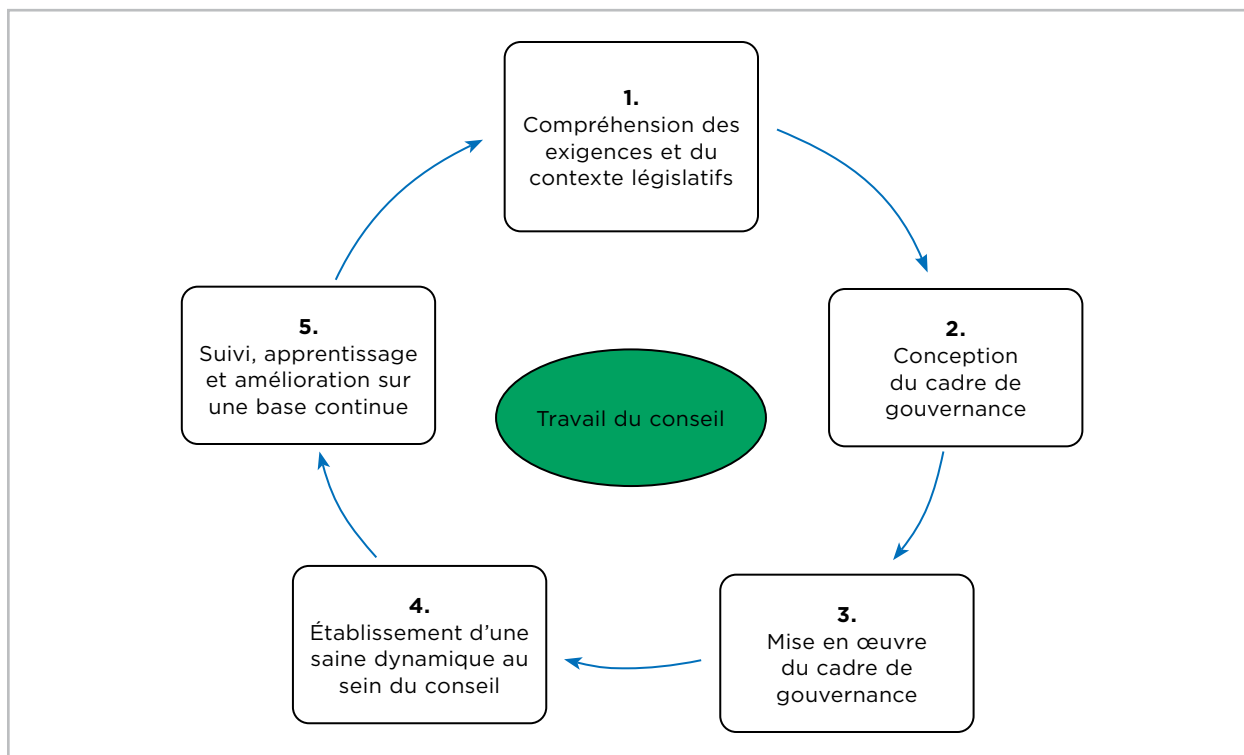 1.
Compréhension des
exigences et du
contexte législatifs
2.
Conception
du cadre de
gouvernance
3.
Mise en œuvre
du cadre de
gouvernance
4.
Établissement d’une
saine dynamique au
sein du conseil
5.
Suivi, apprentissage
et amélioration sur
une base continue
Travail du conseil